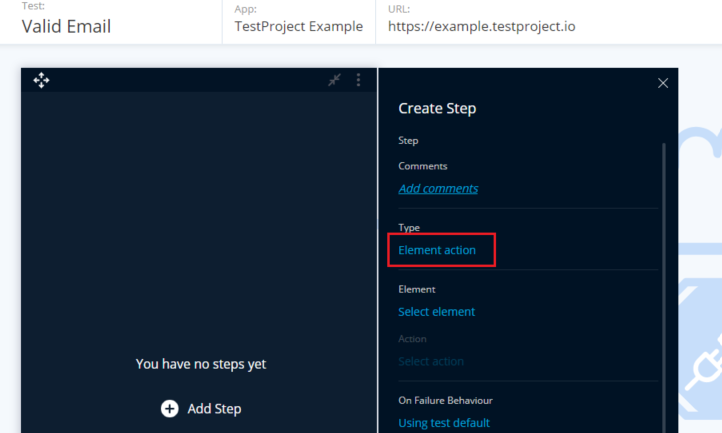 Test:
Valid Email
App:
TestProject Example
URL:
https://example.testproject.io
Create Step
Step
Comments
Add comments
Type
Element action
Element
Select element
Action
Select action
On Failure Behaviour
Using test default
You have no steps yet
Add Step